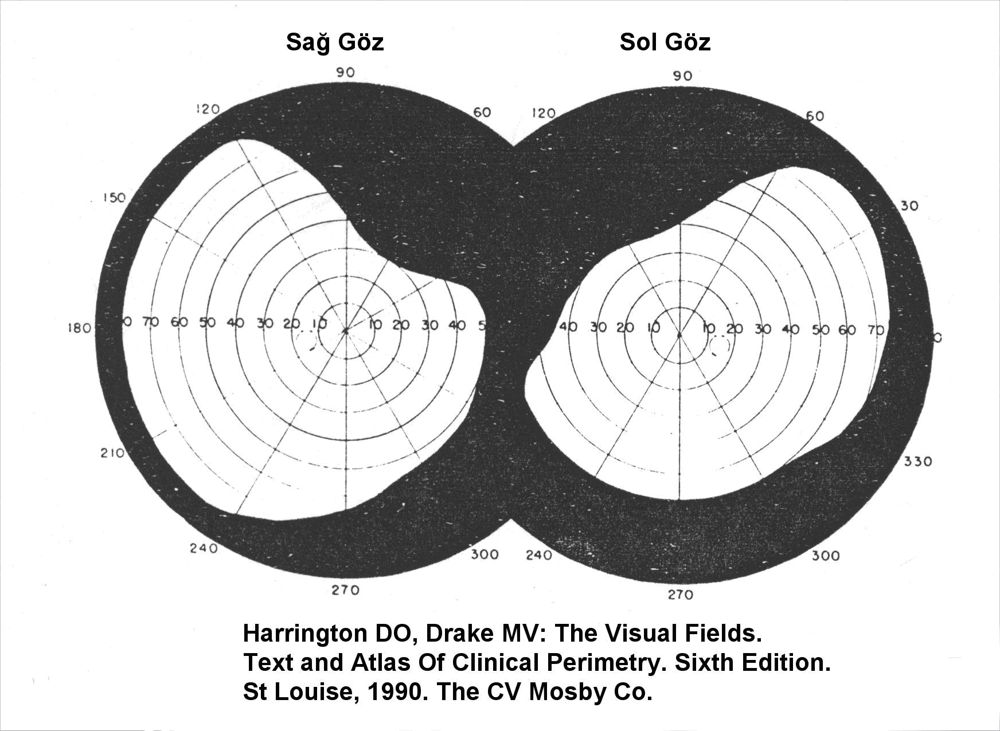 Sağ Göz
Sol Göz
90
90
120
60
120
60
150
30
180
0 70 60 50 40 30 20 10 10 20 30 40 5
40 30 20 10 10 20 30 40 50 60 70
0
210
330
240
300
240
300
270
270
Harrington DO, Drake MV: The Visual Fields.
Text and Atlas Of Clinical Perimetry. Sixth Edition.
St Louise, 1990. The CV Mosby Co.